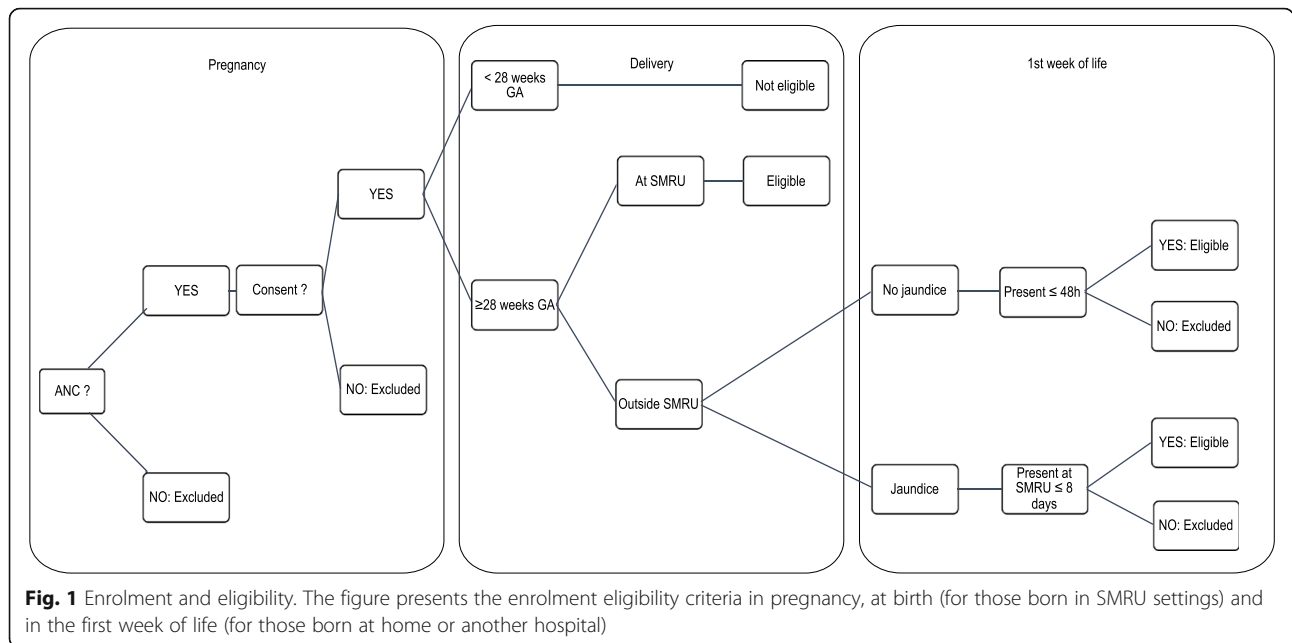 Pregnancy
YES
YES
Consent ?
ANC ?
NO: Excluded
NO: Excluded
Delivery
< 28 weeks
GA
Not eligible
At SMRU
Eligible
≥28 weeks GA
Outside SMRU
1st week of life
No jaundice
Present ≤ 48h
YES: Eligible
NO: Excluded
Jaundice
Present at
SMRU ≤ 8
days
YES: Eligible
NO: Excluded
Fig. 1 Enrolment and eligibility. The figure presents the enrolment eligibility criteria in pregnancy, at birth (for those born in SMRU settings) and
in the first week of life (for those born at home or another hospital)